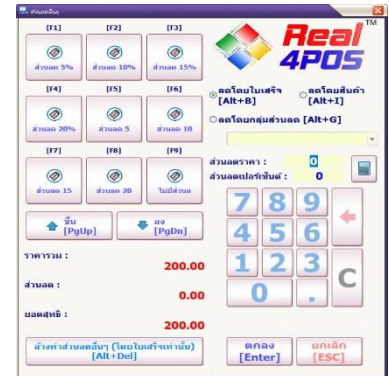 ส่วนลดอื่นๆ
[F1] [F2] [F3]
ส่วนลด 5% ส่วนลด 10% ส่วนลด 15%
[F4] [F5] [F6]
ส่วนลด 20% ส่วนลด 5 ส่วนลด 10
[F7] [F8] [F9]
ส่วนลด 15 ส่วนลด 20 ไม่มีส่วนล
ขึ้น
[PgUp]
ลง
[PgDn]
ราคารวม :
200.00
ส่วนลด :
0.00
ยอดสุทธิ :
200.00
ล้างค่าส่วนลดอื่นๆ (โดยใบเสร็จเท่านั้น)
[Alt+Del]
Real
TM
4POS
ลดโดยใบเสร็จ
[Alt+B]
ลดโดยสินค้า
[Alt+I]
ลดโดยกลุ่มส่วนลด [Alt+G]
ส่วนลดราคา : 0
ส่วนลดเปอร์เซ็นต์ : 0
7 8 9
4 5 6
1 2 3
C
0 .
ตกลง
[Enter]
ยกเลิก
[ESC]